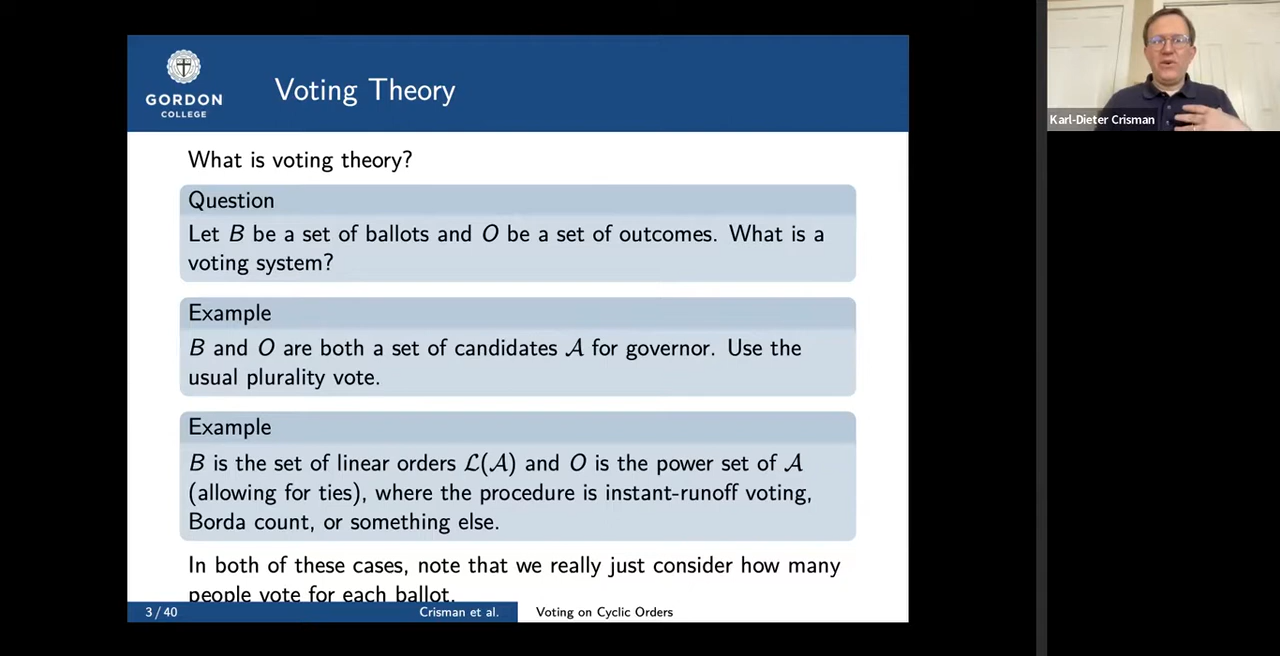 GORDON
COLLEGE
Voting Theory
Karl-Dieter Crisman
What is voting theory?
Question
Let B be a set of ballots and O be a set of outcomes. What is a
voting system?
Example
B and O are both a set of candidates 𝒜 for governor. Use the
usual plurality vote.
Example
B is the set of linear orders ℒ(𝒜) and O is the power set of 𝒜
(allowing for ties), where the procedure is instant-runoff voting,
Borda count, or something else.
In both of these cases, note that we really just consider how many
people vote for each ballot.
3 / 40
Crisman et al.
Voting on Cyclic Orders